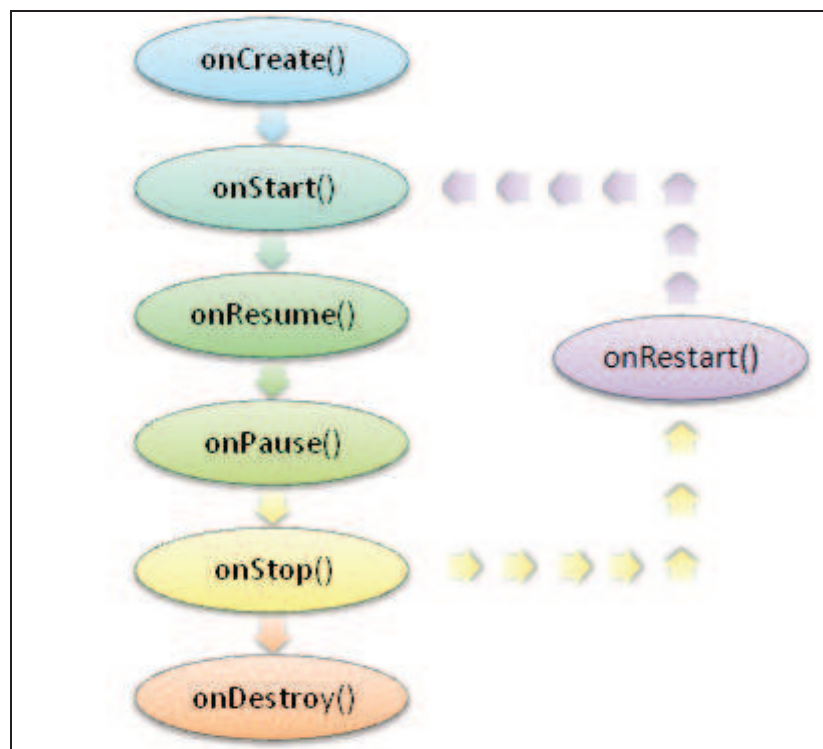 onCreate()
onStart()
onResume()
onRestart()
onPause()
onStop()
onDestroy()